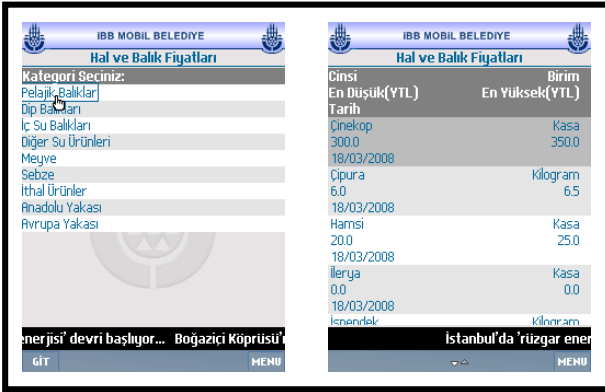 İBB MOBİL BELEDİYE
Hal ve Balık Fiyatları
Kategori Seçiniz:
Pelajik Balıklar
Dip Balıkları
İç Su Balıkları
Diğer Su Ürünleri
Meyve
Sebze
İthal Ürünler
Anadolu Yakası
Avrupa Yakası
enerjisi' devri başlıyor... Boğaziçi Köprüsü'
GİT MENU
İBB MOBİL BELEDİYE
Hal ve Balık Fiyatları
Cinsi Birim
En Düşük(YTL) En Yüksek(YTL)
Tarih
Çinekop Kasa
300.0 350.0
18/03/2008
Çipura Kilogram
6.0 6.5
18/03/2008
Hamsi Kasa
20.0 25.0
18/03/2008
İlerya Kasa
0.0 0.0
18/03/2008
İspendek Kilogram
İstanbul'da 'rüzgar ener
MENU